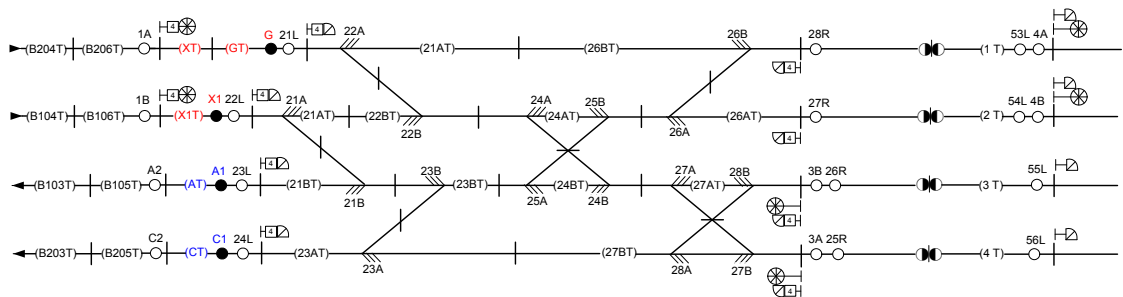 G
1A 21L 4 22A 26B 28R 53L 4A
4
(B204T) (B206T) (XT) (GT) (21AT) (26BT) (1 T)
4
X1
1B 4 22L 4 21A 24A 25B 27R 54L 4B
(B104T) (B106T) (X1T) (21AT) (22BT) (24AT) (26AT) (2 T)
22B 26A 4
A1
A2 23L 4 23B 27A 28B 3B 26R 55L
(B103T) (B105T) (AT) (21BT) (23BT) (24BT) (27AT) (3 T)
21B 25A 24B
4
C1
C2 24L 4 3A 25R 56L
(B203T) (B205T) (CT) (23AT) (27BT) (4 T)
23A 28A 27B
4